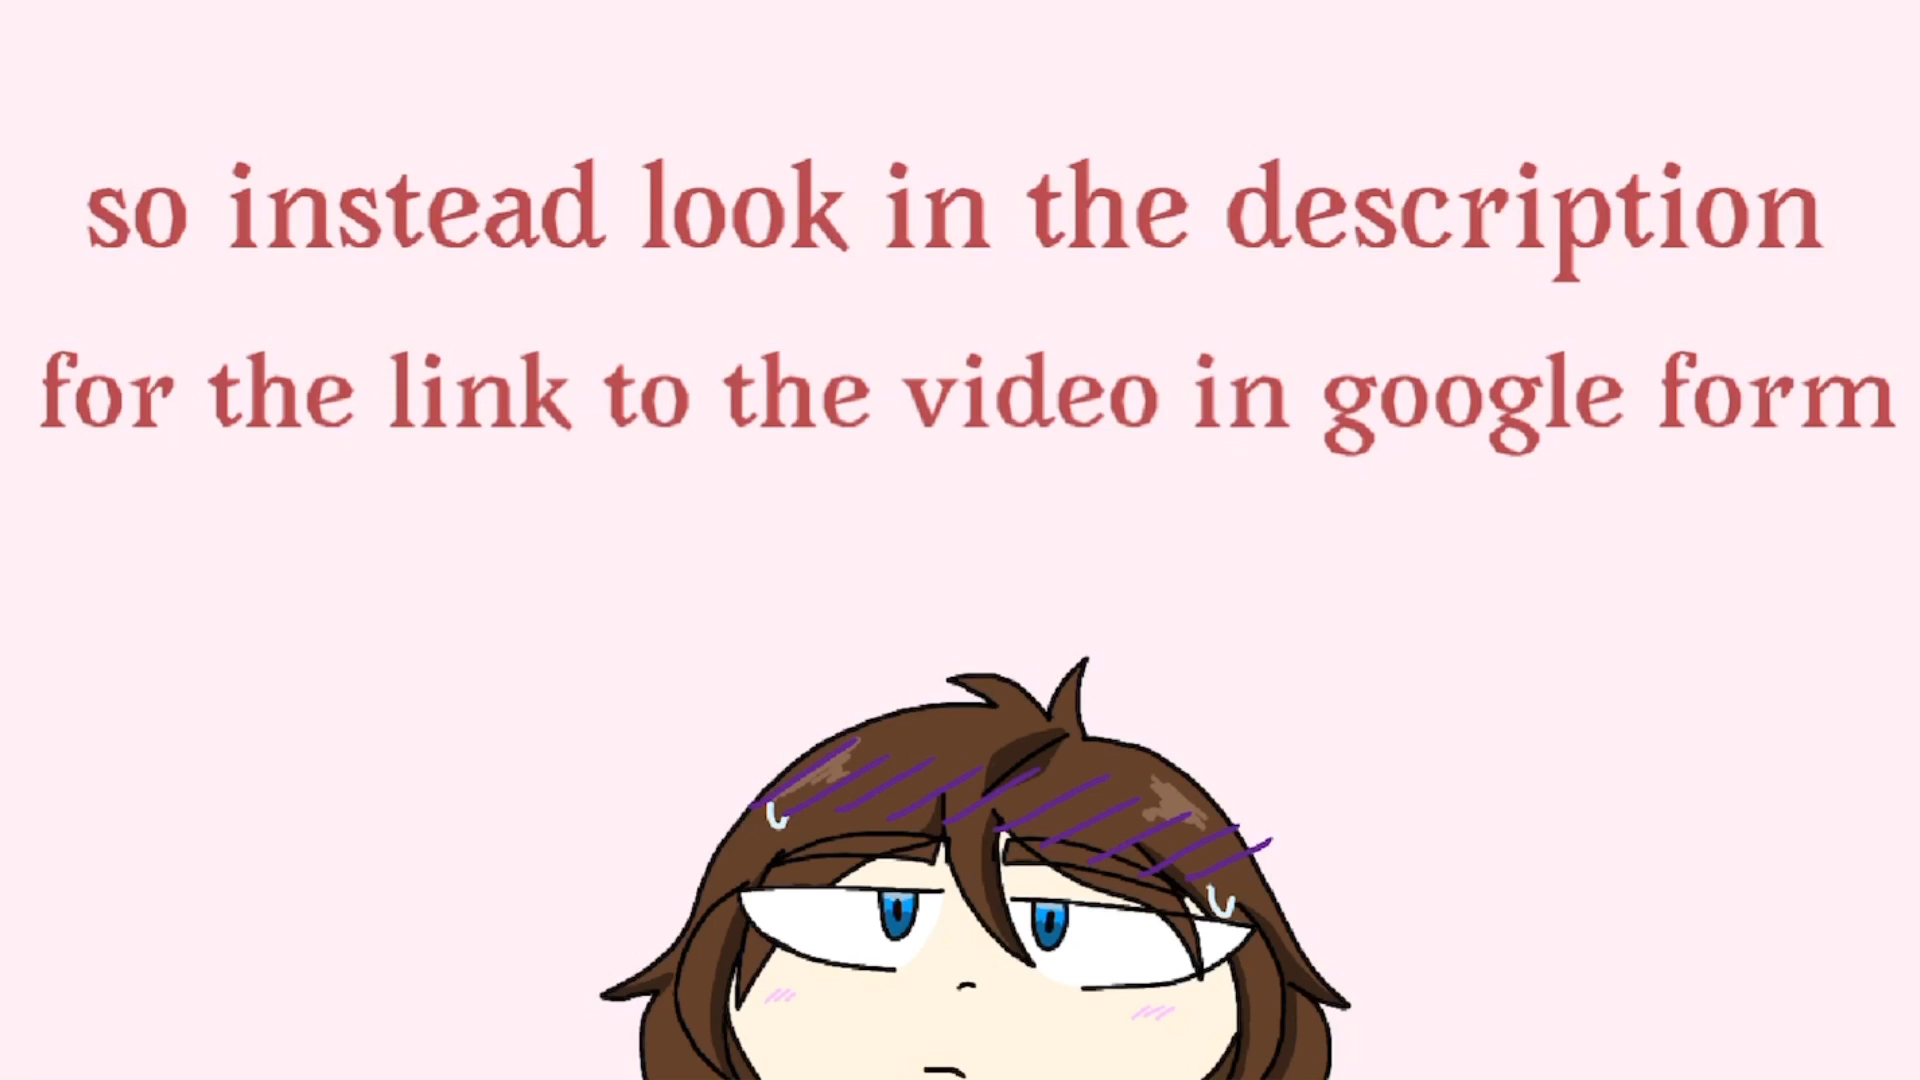 so instead look in the description
for the link to the video in google form